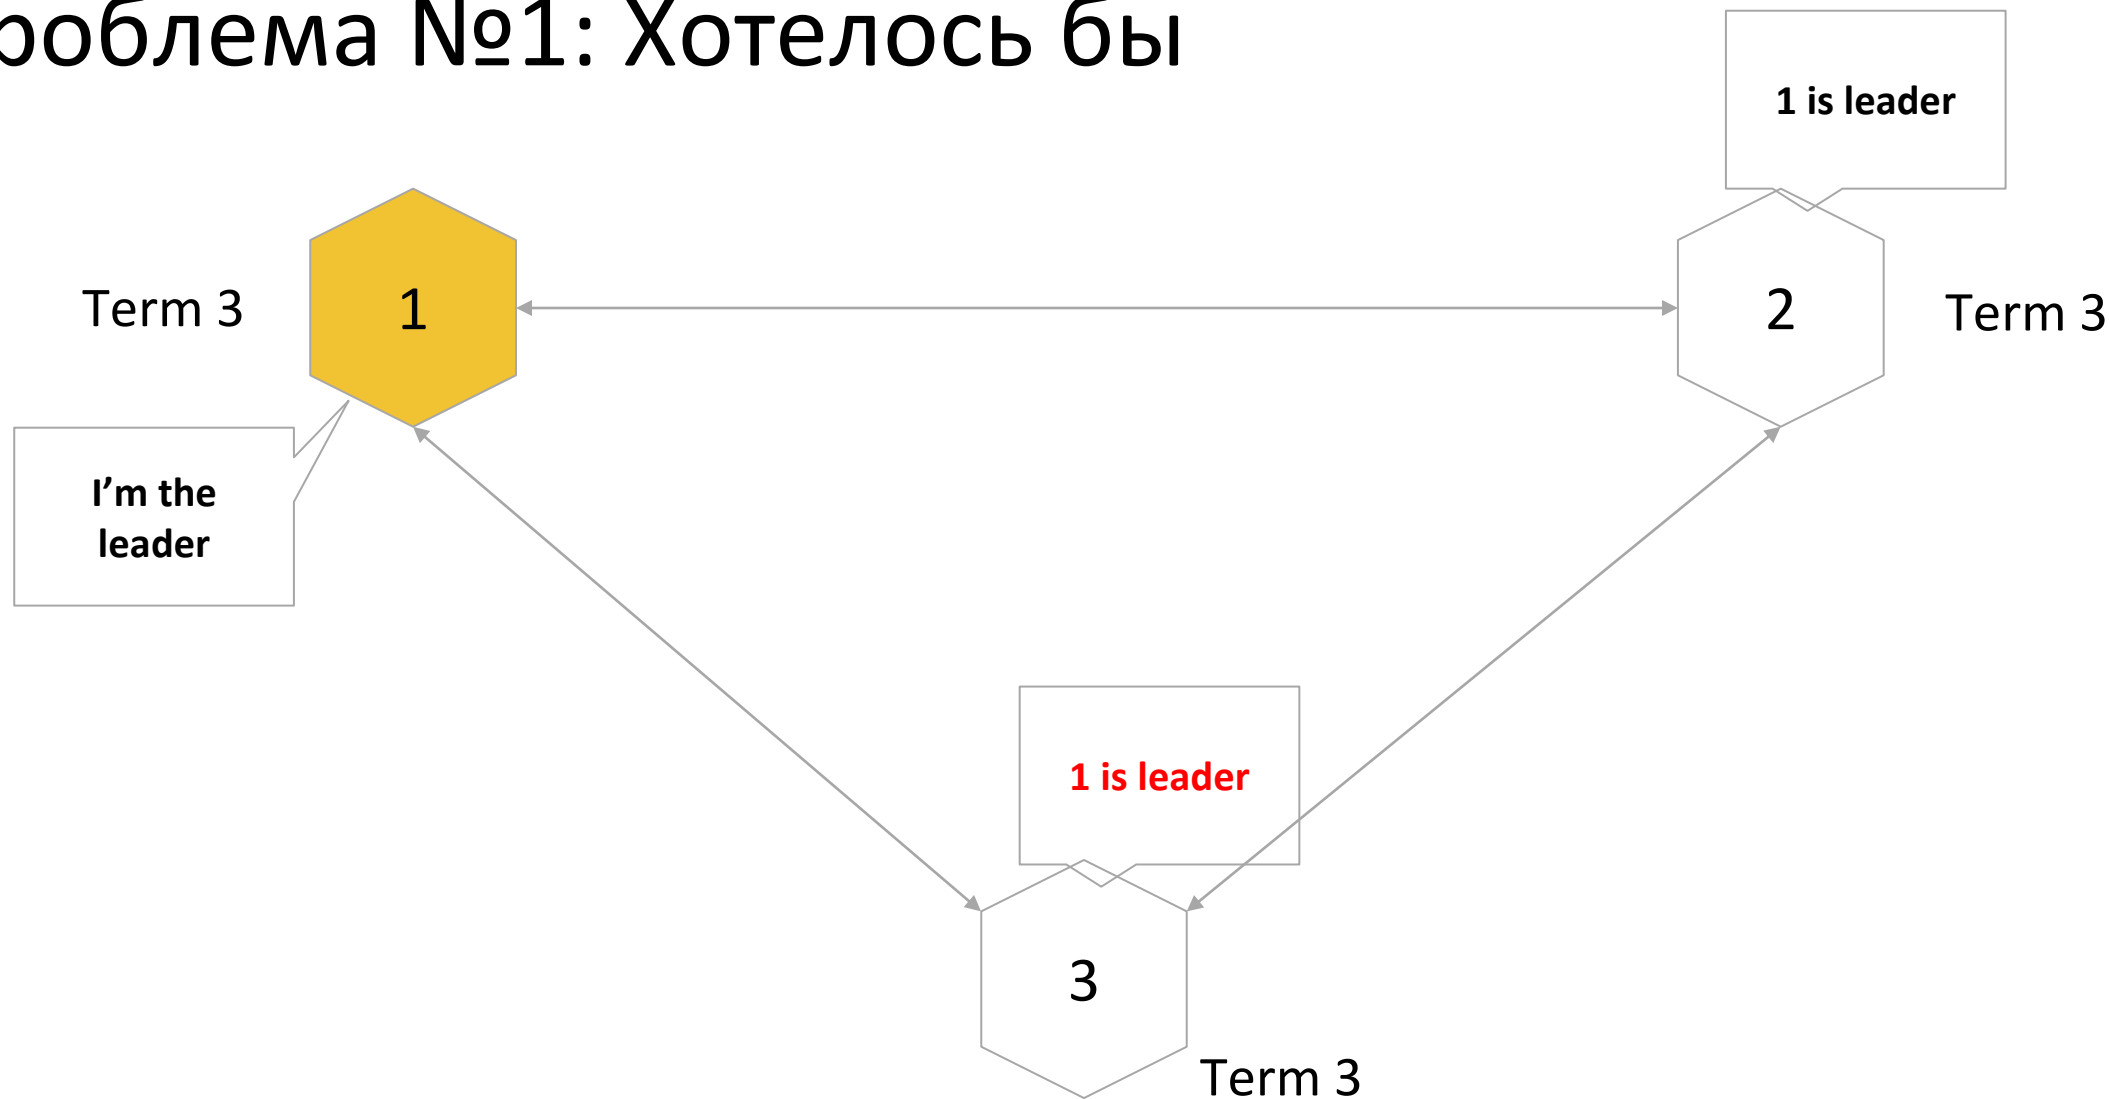 роблема №1: Хотелось бы
1 is leader
Term 3
1
2
Term 3
I’m the
leader
1 is leader
3
Term 3